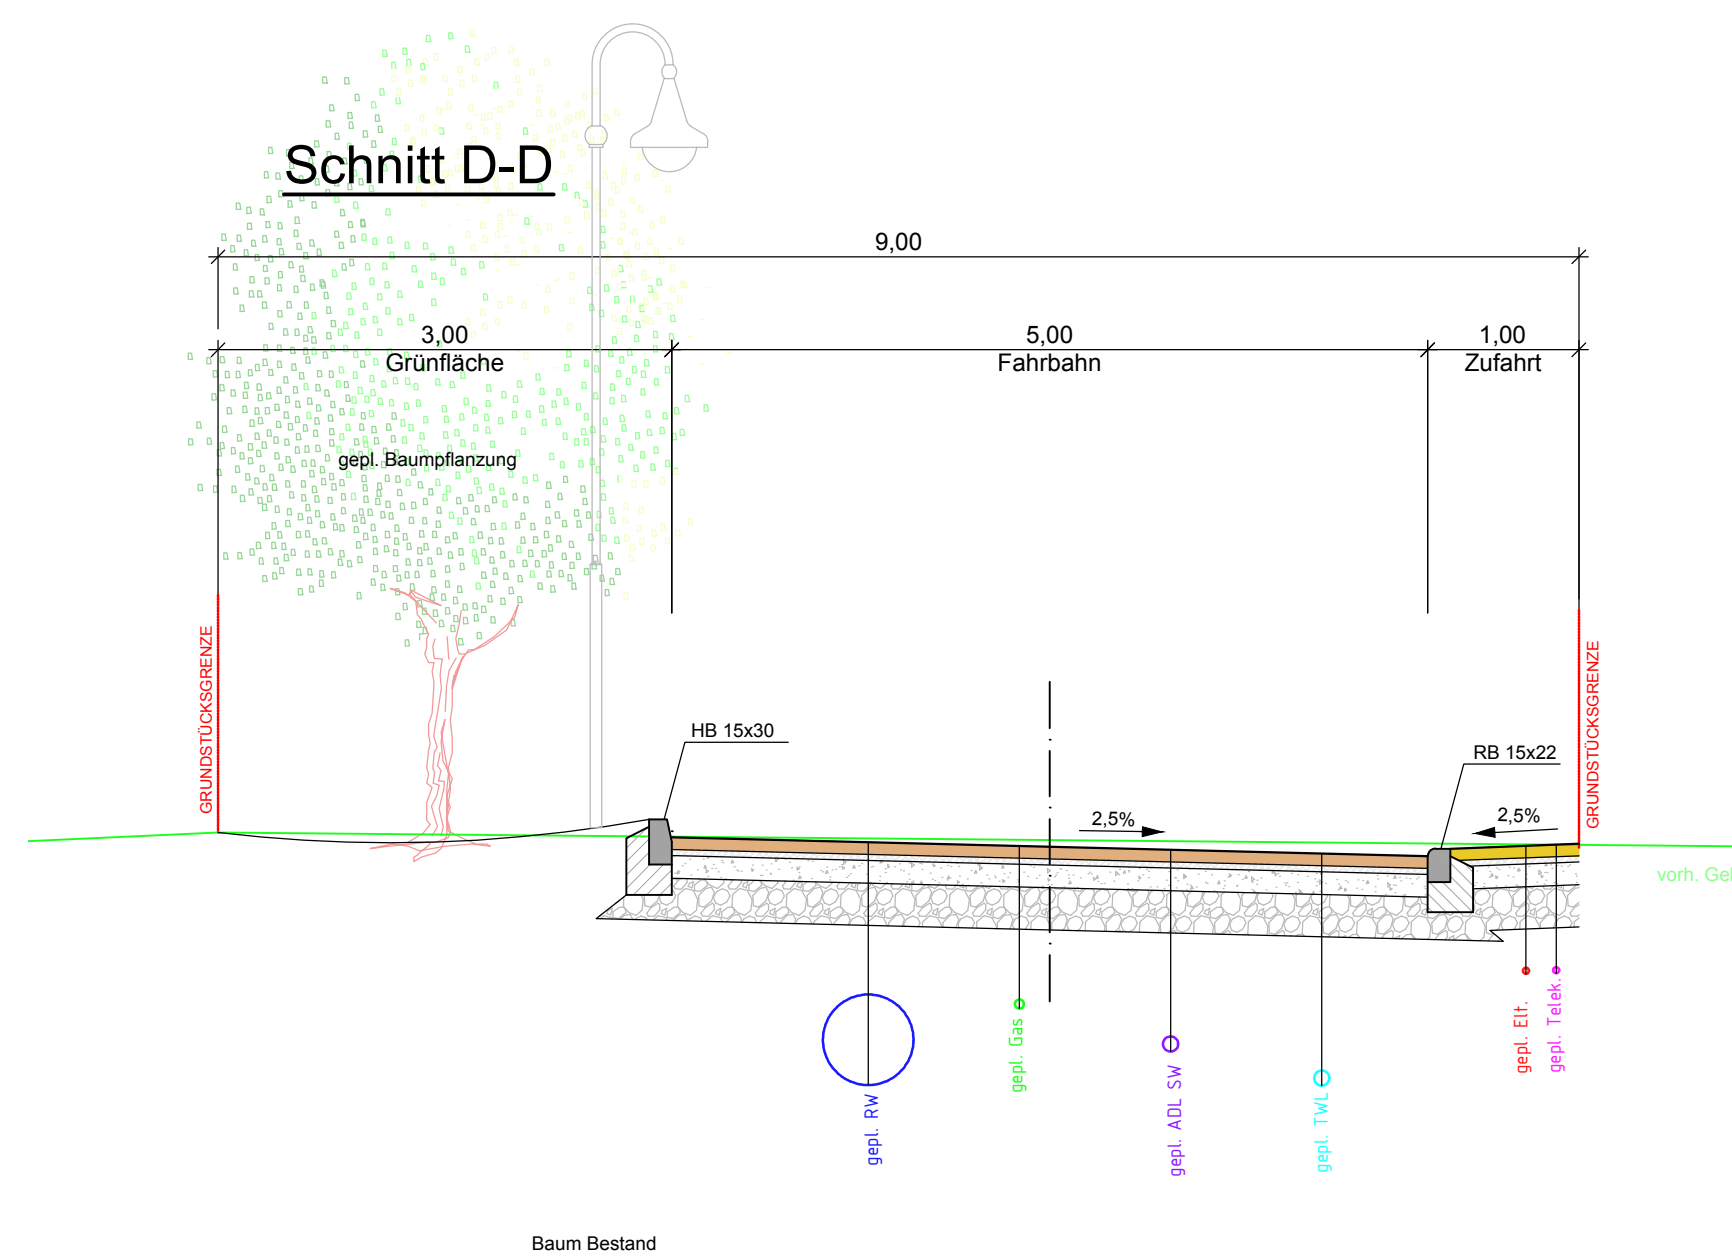 Schnitt D-D
9,00
3,00
Grünfläche
5,00
Fahrbahn
1,00
Zufahrt
gepl. Baumpflanzung
GRUNDSTÜCKSGRENZE
GRUNDSTÜCKSGRENZE
HB 15x30
RB 15x22
2,5%
2,5%
vorh. Gel
gepl. RW
gepl. Gas
gepl. ADL SW
gepl. TWL
gepl. Elt.
gepl. Telek.
Baum Bestand